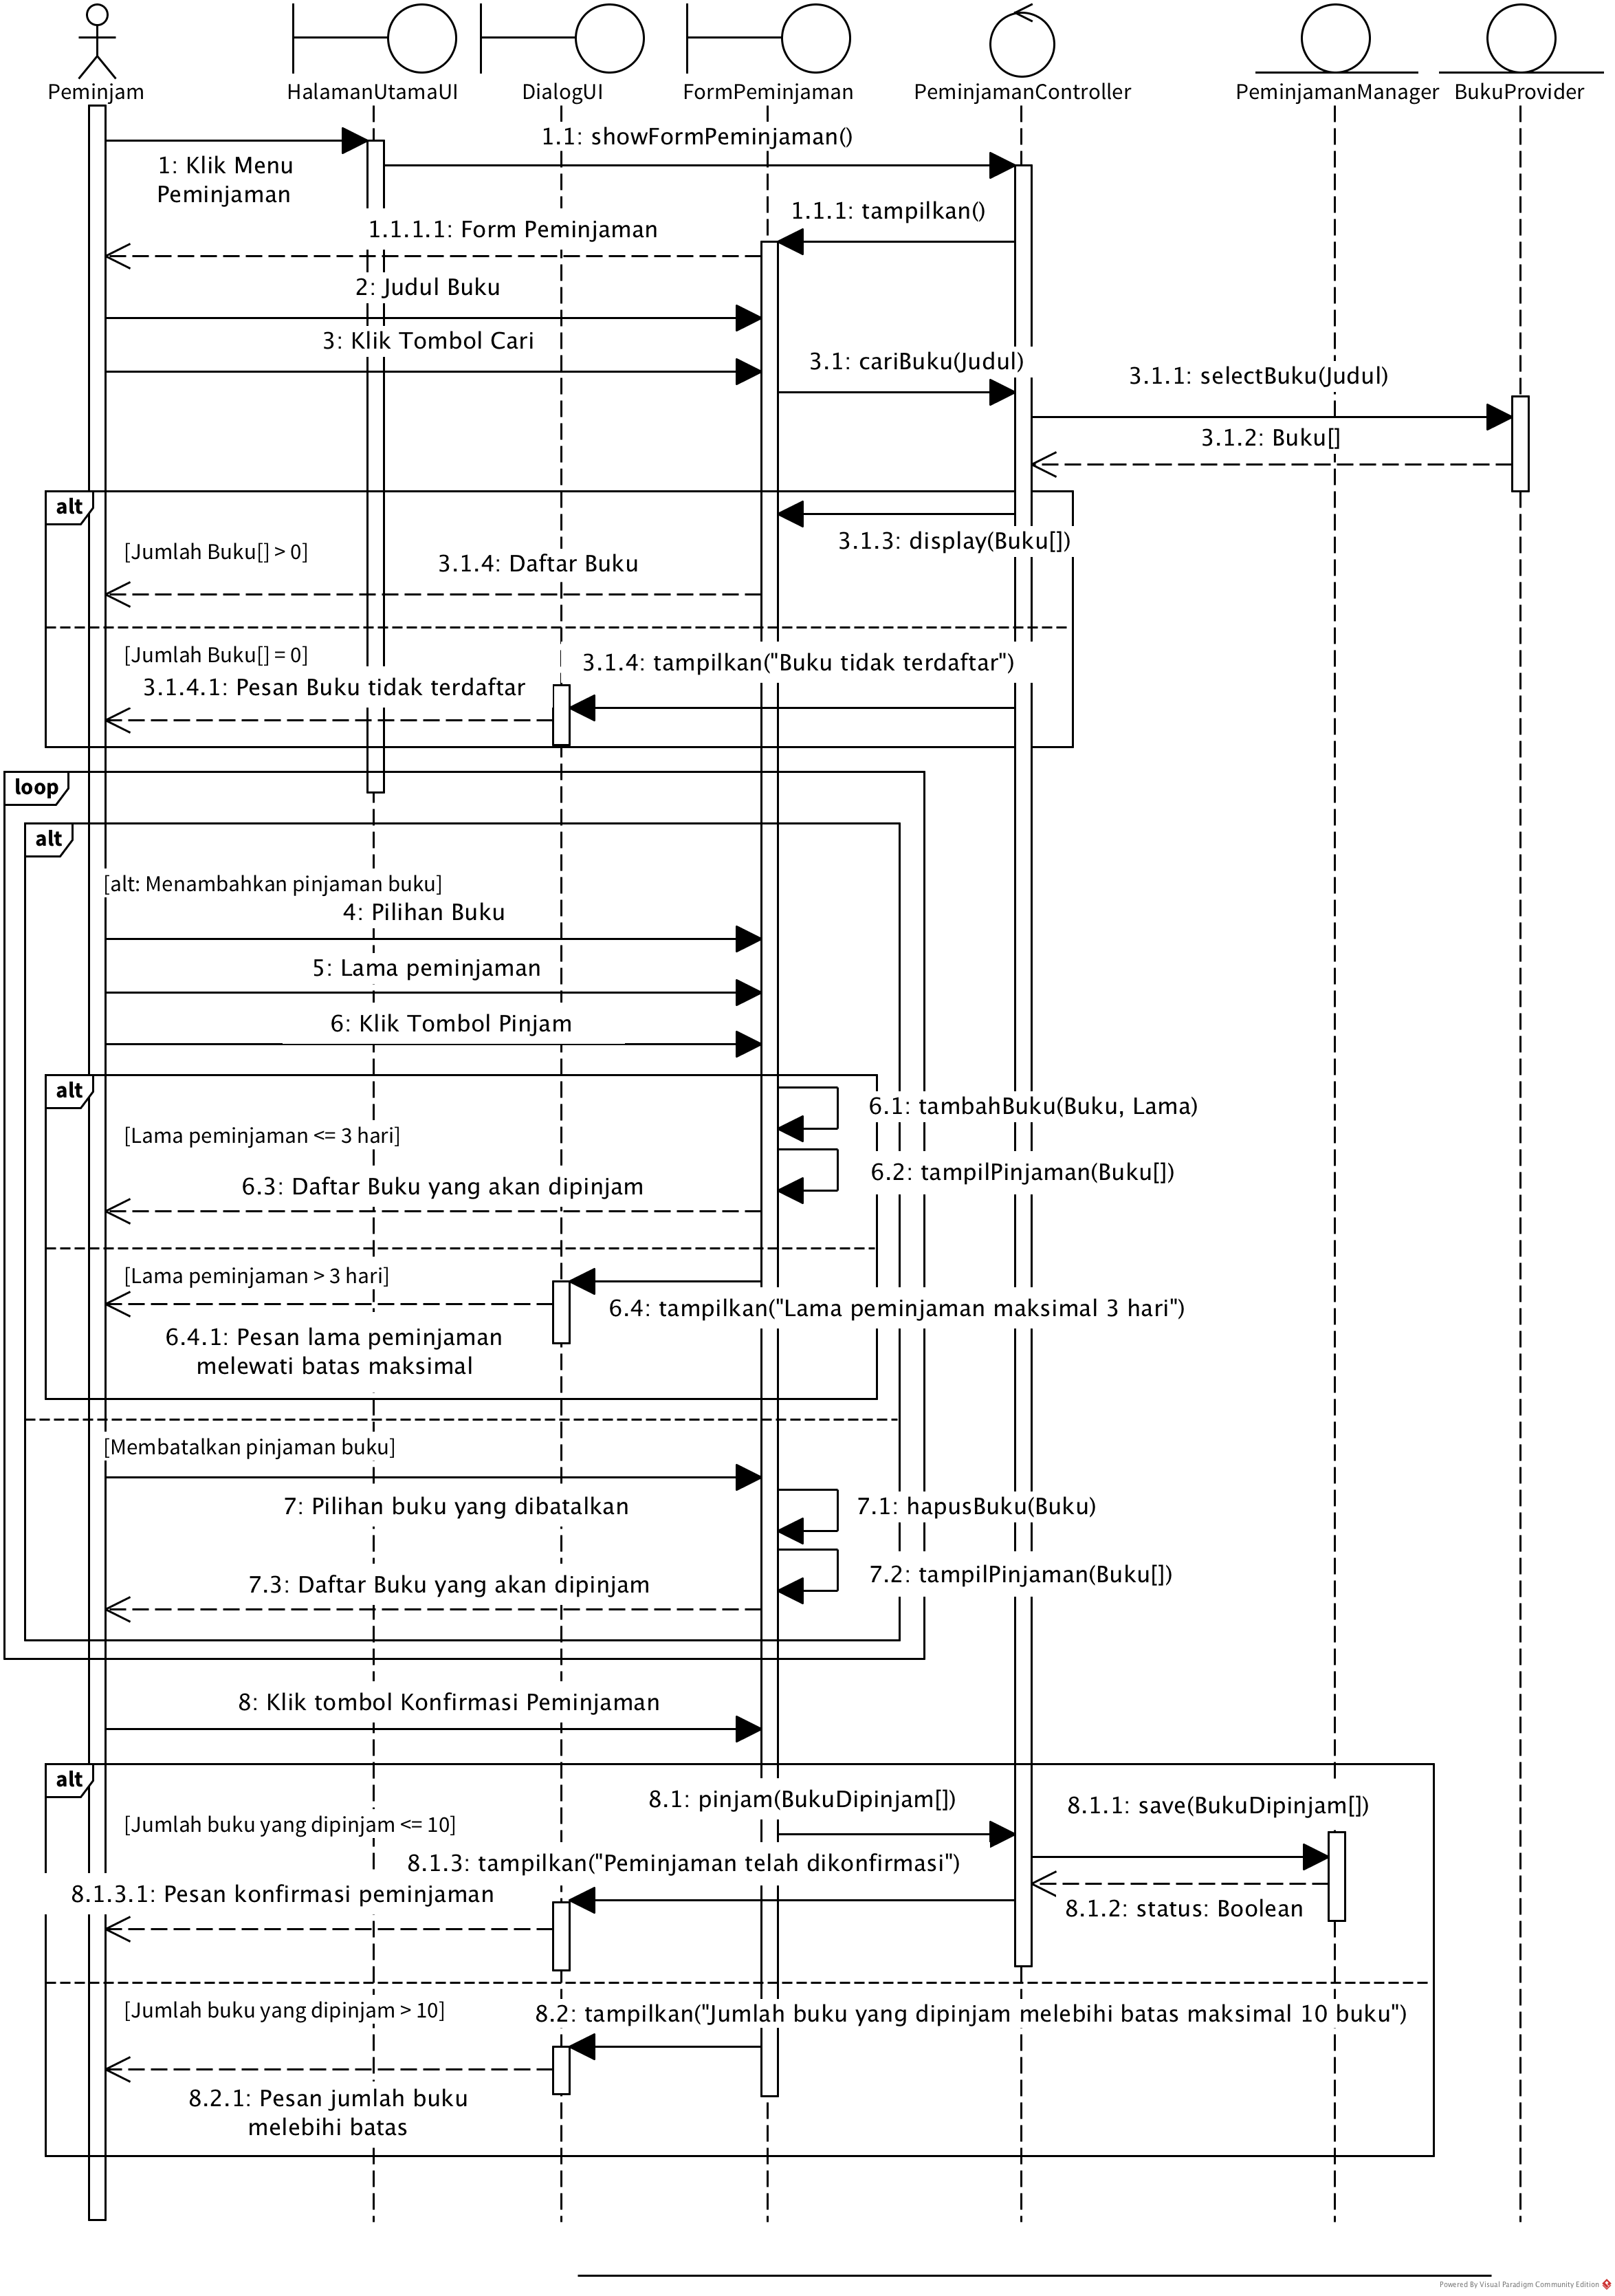 Peminjam
HalamanUtamaUI
DialogUI
FormPeminjaman
PeminjamanController
PeminjamanManager
BukuProvider
1: Klik Menu
Peminjaman
1.1: showFormPeminjaman()
1.1.1: tampilkan()
1.1.1.1: Form Peminjaman
2: Judul Buku
3: Klik Tombol Cari
3.1: cariBuku(Judul)
3.1.1: selectBuku(Judul)
3.1.2: Buku[]
alt
3.1.3: display(Buku[])
[Jumlah Buku[] > 0]
3.1.4: Daftar Buku
[Jumlah Buku[] = 0]
3.1.4: tampilkan("Buku tidak terdaftar")
3.1.4.1: Pesan Buku tidak terdaftar
loop
alt
[alt: Menambahkan pinjaman buku]
4: Pilihan Buku
5: Lama peminjaman
6: Klik Tombol Pinjam
alt
6.1: tambahBuku(Buku, Lama)
[Lama peminjaman <= 3 hari]
6.2: tampilPinjaman(Buku[])
6.3: Daftar Buku yang akan dipinjam
[Lama peminjaman > 3 hari]
6.4: tampilkan("Lama peminjaman maksimal 3 hari")
6.4.1: Pesan lama peminjaman
melewati batas maksimal
[Membatalkan pinjaman buku]
7: Pilihan buku yang dibatalkan
7.1: hapusBuku(Buku)
7.2: tampilPinjaman(Buku[])
7.3: Daftar Buku yang akan dipinjam
8: Klik tombol Konfirmasi Peminjaman
alt
8.1: pinjam(BukuDipinjam[])
8.1.1: save(BukuDipinjam[])
[Jumlah buku yang dipinjam <= 10]
8.1.3: tampilkan("Peminjaman telah dikonfirmasi")
8.1.3.1: Pesan konfirmasi peminjaman
8.1.2: status: Boolean
[Jumlah buku yang dipinjam > 10]
8.2: tampilkan("Jumlah buku yang dipinjam melebihi batas maksimal 10 buku")
8.2.1: Pesan jumlah buku
melebihi batas
Powered By Visual Paradigm Community Edition